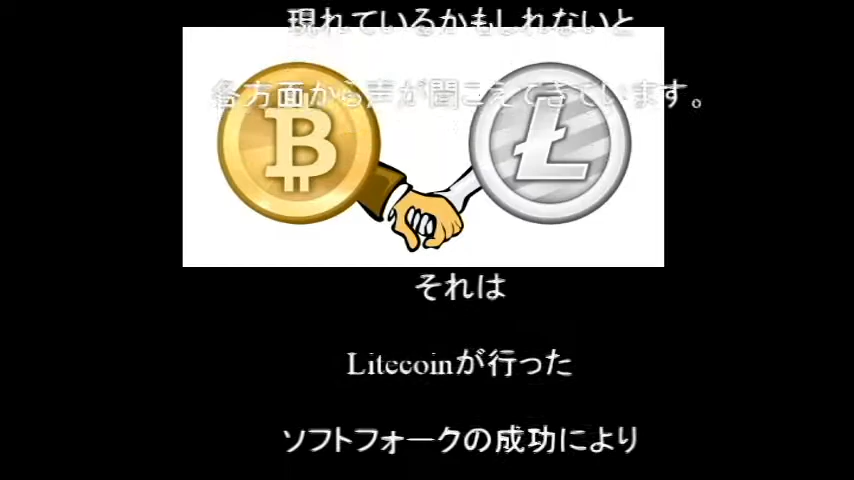 現れているかもしれないと
各方面から声が聞こえてきています。
それは
Litecoinが行った
ソフトフォークの成功により